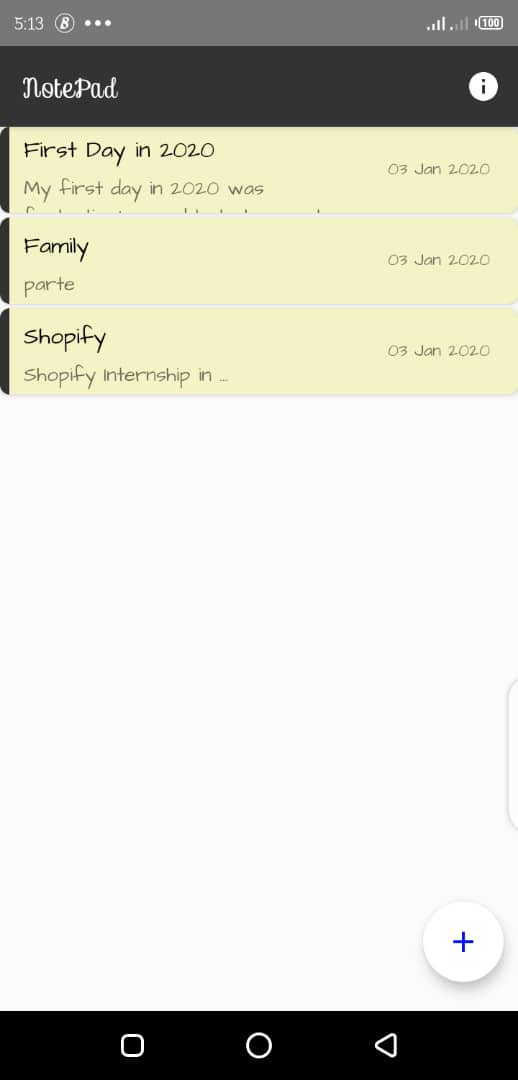 5:13
100
NotePad
First Day in 2020
My first day in 2020 was
03 Jan 2020
Family
parte
03 Jan 2020
Shopify
Shopify Internship in ...
03 Jan 2020